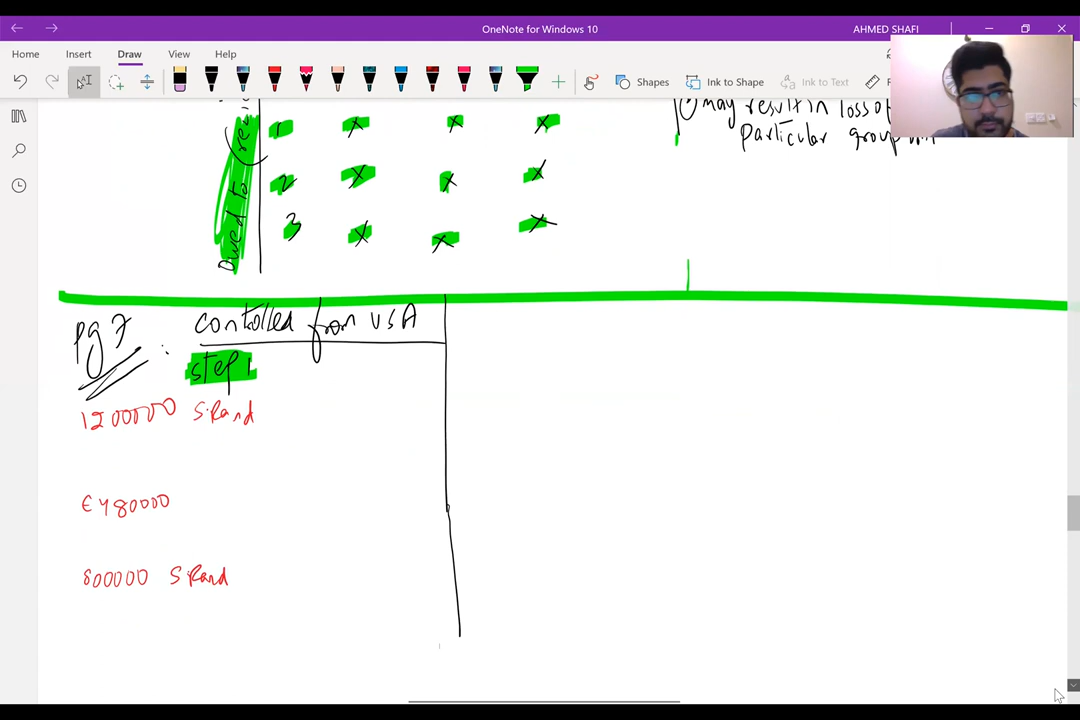 OneNote for Windows 10
AHMED SHAFI
Home
Insert
Draw
View
Help
Shapes
Ink to Shape
Ink to Text
may result in loss of
particular group
Owed to
1 x x x
2 x x x
3 x x x
pg 7 :
controlled from USA
step 1
1200000 S.Rand
€480000
800000 S.Rand